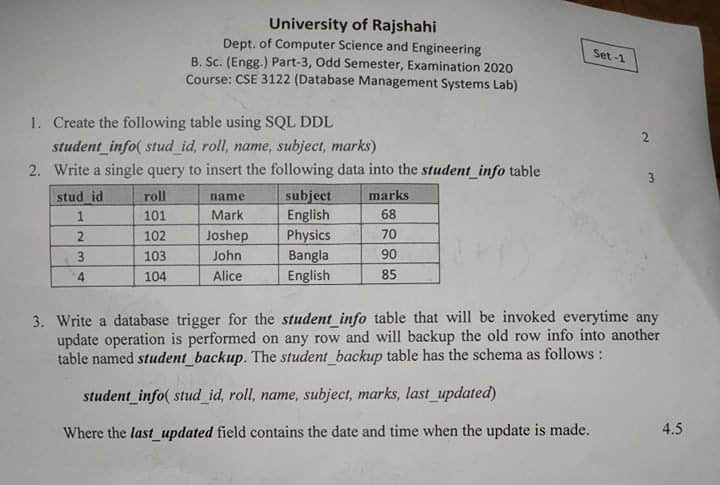 University of Rajshahi
Dept. of Computer Science and Engineering
B. Sc. (Engg.) Part-3, Odd Semester, Examination 2020
Course: CSE 3122 (Database Management Systems Lab)
Set -1
1. Create the following table using SQL DDL
student_info( stud_id, roll, name, subject, marks) 2
2. Write a single query to insert the following data into the student_info table 3
stud_id roll name subject marks
1 101 Mark English 68
2 102 Joshep Physics 70
3 103 John Bangla 90
4 104 Alice English 85
3. Write a database trigger for the student_info table that will be invoked everytime any
update operation is performed on any row and will backup the old row info into another
table named student_backup. The student_backup table has the schema as follows :
student_info( stud_id, roll, name, subject, marks, last_updated)
Where the last_updated field contains the date and time when the update is made. 4.5